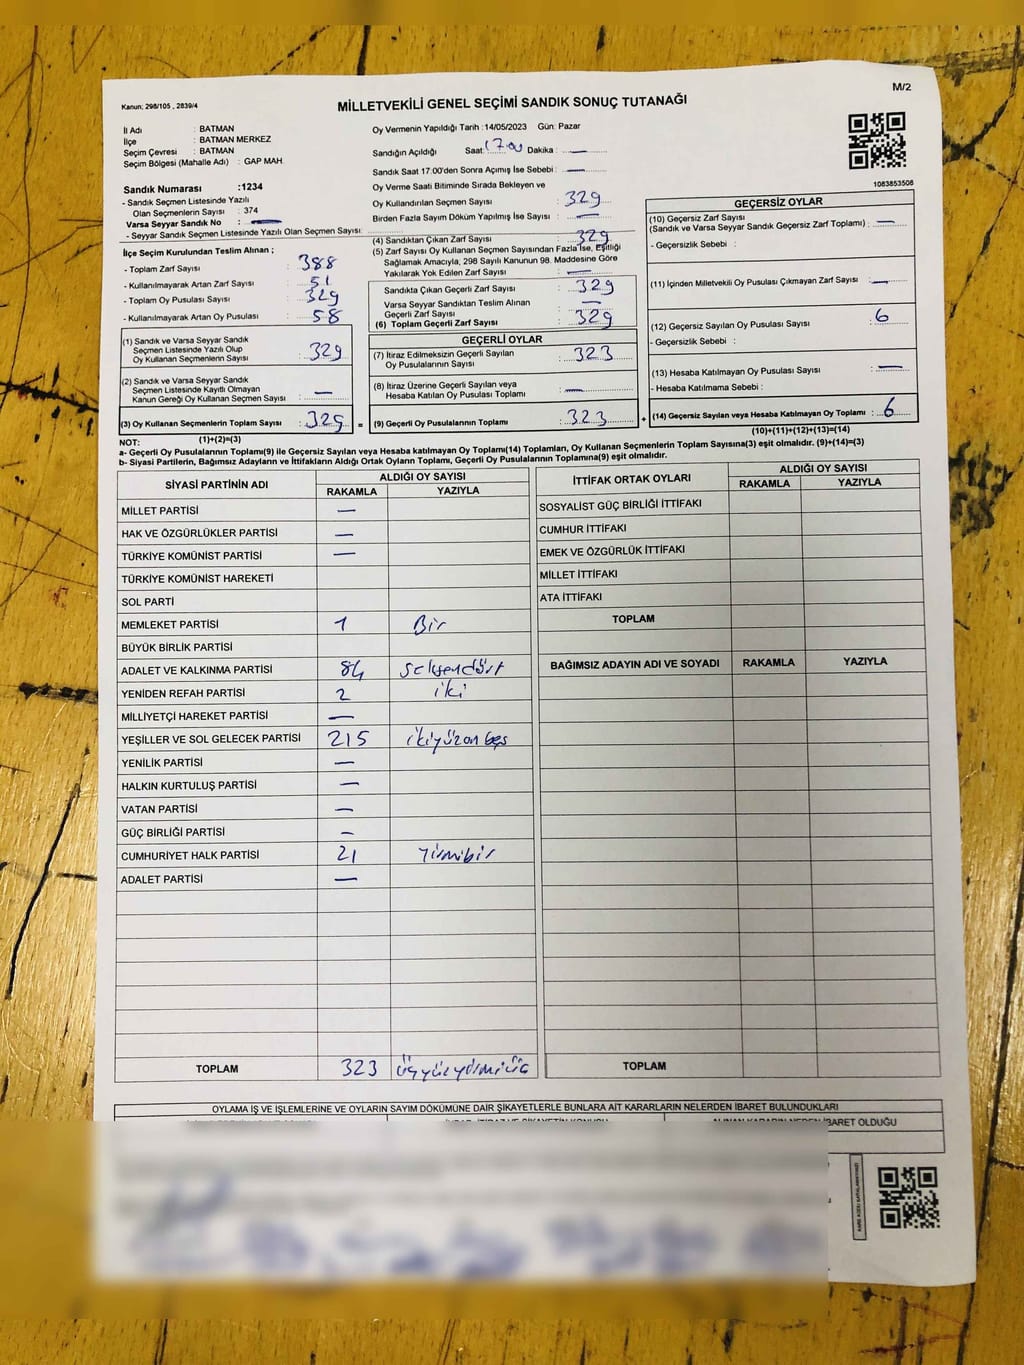 M/2
Kanun; 298/105 , 2839/4
MİLLETVEKİLİ GENEL SEÇİMİ SANDIK SONUÇ TUTANAĞI
İl Adı : BATMAN
İlçe : BATMAN MERKEZ
Seçim Çevresi : BATMAN
Seçim Bölgesi (Mahalle Adı) : GAP MAH.
Sandık Numarası :1234
- Sandık Seçmen Listesinde Yazılı
Olan Seçmenlerin Sayısı : 374
Varsa Seyyar Sandık No : —
- Seyyar Sandık Seçmen Listesinde Yazılı Olan Seçmen Sayısı:
Oy Vermenin Yapıldığı Tarih :14/05/2023 Gün: Pazar
Sandığın Açıldığı Saat: 17.00 Dakika : —
Sandık Saat 17.00'den Sonra Açımış İse Sebebi : —
Oy Verme Saati Bitiminde Sırada Bekleyen ve
Oy Kullandırılan Seçmen Sayısı : 329
Birden Fazla Sayım Döküm Yapılmış İse Sayısı : —
1083853508
İlçe Seçim Kurulundan Teslim Alınan ;
- Toplam Zarf Sayısı : 388
- Kullanılmayarak Artan Zarf Sayısı : 51
- Toplam Oy Pusulası Sayısı : 329
- Kullanılmayarak Artan Oy Pusulası : 58
(4) Sandıktan Çıkan Zarf Sayısı : 329
(5) Zarf Sayısı Oy Kullanan Seçmen Sayısından Fazla İse, Eşitliği
Sağlamak Amacıyla, 298 Sayılı Kanunun 98. Maddesine Göre
Yakılarak Yok Edilen Zarf Sayısı : —
Sandıkta Çıkan Geçerli Zarf Sayısı : 329
Varsa Seyyar Sandıktan Teslim Alınan
Geçerli Zarf Sayısı : —
(6) Toplam Geçerli Zarf Sayısı : 329
GEÇERSİZ OYLAR
(10) Geçersiz Zarf Sayısı
(Sandık ve Varsa Seyyar Sandık Geçersiz Zarf Toplamı) : —
- Geçersizlik Sebebi :
(11) İçinden Milletvekili Oy Pusulası Çıkmayan Zarf Sayısı : —
(12) Geçersiz Sayılan Oy Pusulası Sayısı : 6
- Geçersizlik Sebebi :
(13) Hesaba Katılmayan Oy Pusulası Sayısı : —
- Hesaba Katılmama Sebebi :
(14) Geçersiz Sayılan veya Hesaba Katılmayan Oy Toplamı : 6
(10)+(11)+(12)+(13)=(14)
(1) Sandık ve Varsa Seyyar Sandık
Seçmen Listesinde Yazılı Olup
Oy Kullanan Seçmenlerin Sayısı : 329
(2) Sandık ve Varsa Seyyar Sandık
Seçmen Listesinde Kayıtlı Olmayan
Kanun Gereği Oy Kullanan Seçmen Sayısı : —
(3) Oy Kullanan Seçmenlerin Toplam Sayısı : 329 =
(1)+(2)=(3)
GEÇERLİ OYLAR
(7) İtiraz Edilmeksizin Geçerli Sayılan
Oy Pusulalarının Sayısı : 323
(8) İtiraz Üzerine Geçerli Sayılan veya
Hesaba Katılan Oy Pusulaları Toplamı : —
(9) Geçerli Oy Pusulalarının Toplamı : 323 +
NOT:
a- Geçerli Oy Pusulalarının Toplamı(9) ile Geçersiz Sayılan veya Hesaba katılmayan Oy Toplamı(14) Toplamları, Oy Kullanan Seçmenlerin Toplam Sayısına(3) eşit olmalıdır. (9)+(14)=(3)
b- Siyasi Partilerin, Bağımsız Adayların ve İttifakların Aldığı Ortak Oyların Toplamı, Geçerli Oy Pusulalarının Toplamına(9) eşit olmalıdır.
SİYASİ PARTİNİN ADI ALDIĞI OY SAYISI
RAKAMLA YAZIYLA
MİLLET PARTİSİ —
HAK VE ÖZGÜRLÜKLER PARTİSİ —
TÜRKİYE KOMÜNİST PARTİSİ —
TÜRKİYE KOMÜNİST HAREKETİ
SOL PARTİ
MEMLEKET PARTİSİ 1 Bir
BÜYÜK BİRLİK PARTİSİ
ADALET VE KALKINMA PARTİSİ 84 Seksendört
YENİDEN REFAH PARTİSİ 2 iki
MİLLİYETÇİ HAREKET PARTİSİ —
YEŞİLLER VE SOL GELECEK PARTİSİ 215 ikiyüzonbeş
YENİLİK PARTİSİ —
HALKIN KURTULUŞ PARTİSİ —
VATAN PARTİSİ —
GÜÇ BİRLİĞİ PARTİSİ —
CUMHURİYET HALK PARTİSİ 21 Yirmibir
ADALET PARTİSİ —
TOPLAM 323 üçyüzyirmiüç
İTTİFAK ORTAK OYLARI ALDIĞI OY SAYISI
RAKAMLA YAZIYLA
SOSYALİST GÜÇ BİRLİĞİ İTTİFAKI
CUMHUR İTTİFAKI
EMEK VE ÖZGÜRLÜK İTTİFAKI
MİLLET İTTİFAKI
ATA İTTİFAKI
TOPLAM
BAĞIMSIZ ADAYIN ADI VE SOYADI RAKAMLA YAZIYLA
TOPLAM
OYLAMA İŞ VE İŞLEMLERİNE VE OYLARIN SAYIM DÖKÜMÜNE DAİR ŞİKAYETLERLE BUNLARA AİT KARARLARIN NELERDEN İBARET BULUNDUKLARI
ALINAN KARARIN NEDEN İBARET OLDUĞU